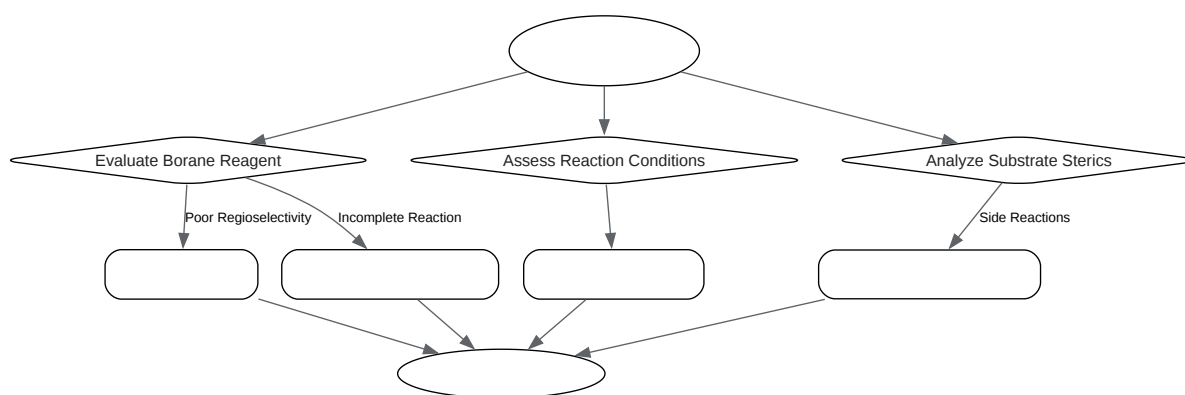 Evaluate Borane Reagent
Assess Reaction Conditions
Analyze Substrate Sterics
Poor Regioselectivity
Incomplete Reaction
Side Reactions